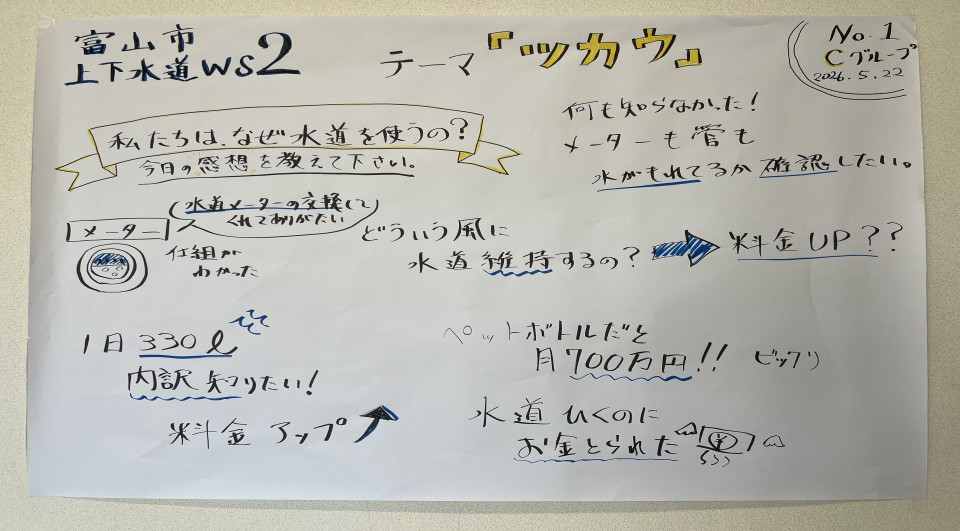 富山市
上下水道WS2
テーマ『ツカウ』
No.1
Cグループ
2026.5.22
私たちは、なぜ水道を使うの?
今日の感想を教えて下さい。
何も知らなかった!
メーターも管も
水がもれてるか確認したい。
水道メーターの交換して
くれてありがたい
メーター
仕組が
わかった
どういう風に
水道維持するの?
料金UP??
1日330ℓ
内訳知りたい!
料金アップ
ペットボトルだと
月700万円!! ビックリ
水道ひくのに
お金とられた
¥